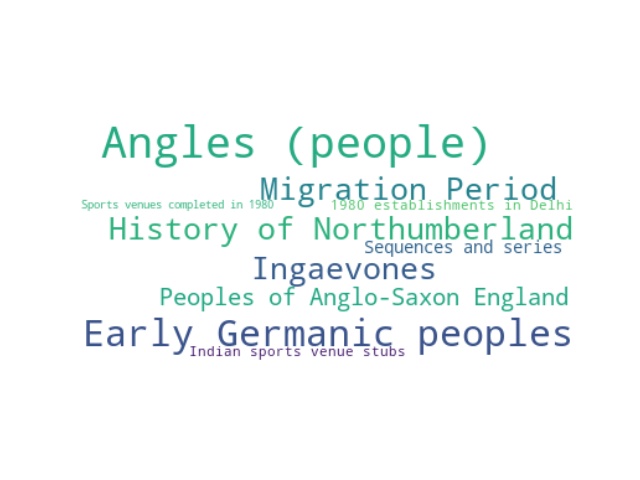 Angles (people)
Migration Period
Sports venues completed in 1980
1980 establishments in Delhi
History of Northumberland
Sequences and series
Ingaevones
Peoples of Anglo-Saxon England
Early Germanic peoples
Indian sports venue stubs